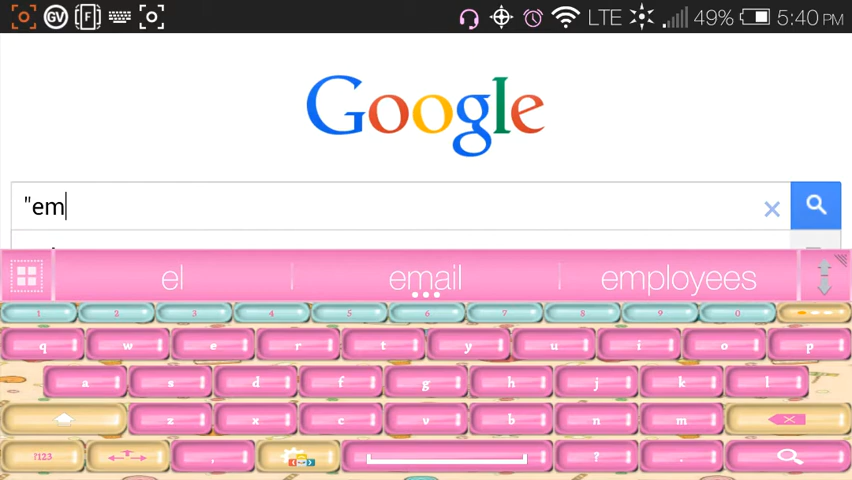 GV F LTE 49% 5:40 PM
Google
"em
el email employees
1 2 3 4 5 6 7 8 9 0
q w e r t y u i o p
a s d f g h j k l
z x c v b n m
?123 , ? .